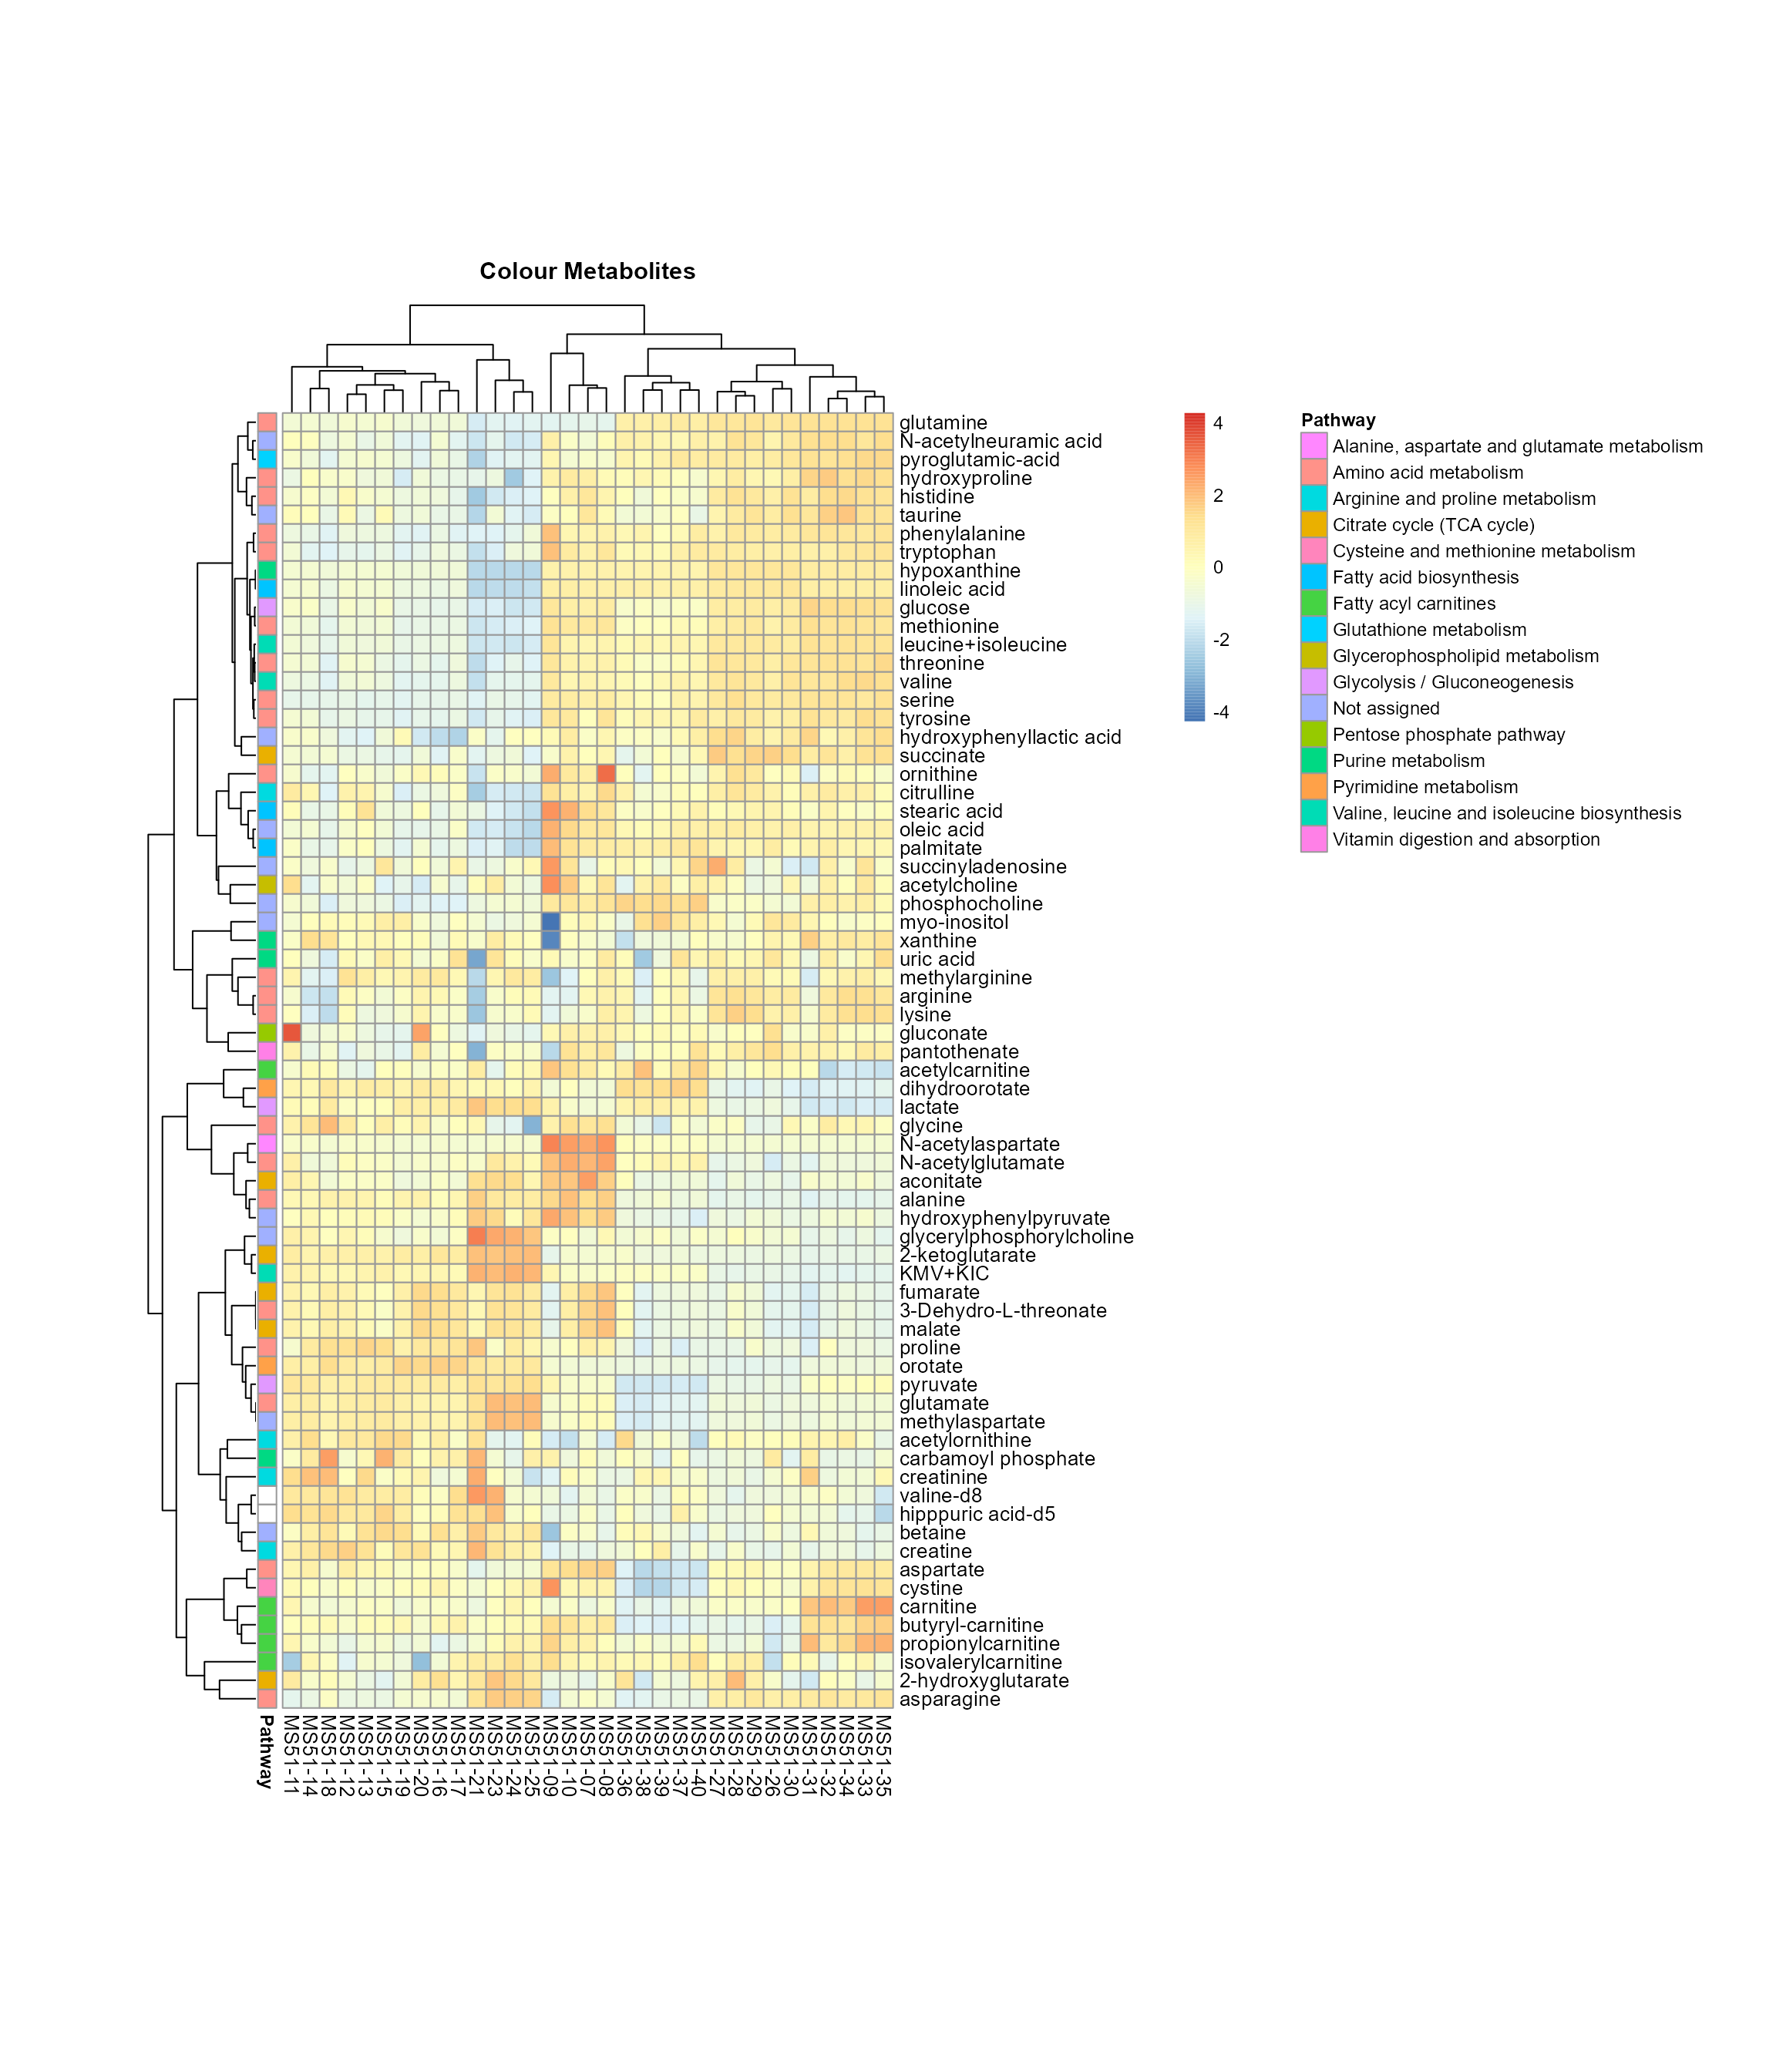 Colour Metabolites
glutamine
N-acetylneuramic acid
pyroglutamic-acid
hydroxyproline
histidine
taurine
phenylalanine
tryptophan
hypoxanthine
linoleic acid
glucose
methionine
leucine+isoleucine
threonine
valine
serine
tyrosine
hydroxyphenyllactic acid
succinate
ornithine
citrulline
stearic acid
oleic acid
palmitate
succinyladenosine
acetylcholine
phosphocholine
myo-inositol
xanthine
uric acid
methylarginine
arginine
lysine
gluconate
pantothenate
acetylcarnitine
dihydroorotate
lactate
glycine
N-acetylaspartate
N-acetylglutamate
aconitate
alanine
hydroxyphenylpyruvate
glycerylphosphorylcholine
2-ketoglutarate
KMV+KIC
fumarate
3-Dehydro-L-threonate
malate
proline
orotate
pyruvate
glutamate
methylaspartate
acetylornithine
carbamoyl phosphate
creatinine
valine-d8
hipppuric acid-d5
betaine
creatine
aspartate
cystine
carnitine
butyryl-carnitine
propionylcarnitine
isovalerylcarnitine
2-hydroxyglutarate
asparagine
Pathway
MS51-11
MS51-14
MS51-18
MS51-12
MS51-13
MS51-15
MS51-19
MS51-20
MS51-16
MS51-17
MS51-21
MS51-23
MS51-24
MS51-25
MS51-09
MS51-10
MS51-07
MS51-08
MS51-36
MS51-38
MS51-39
MS51-37
MS51-40
MS51-27
MS51-28
MS51-29
MS51-26
MS51-30
MS51-31
MS51-32
MS51-34
MS51-33
MS51-35
4
2
0
-2
-4
Pathway
Alanine, aspartate and glutamate metabolism
Amino acid metabolism
Arginine and proline metabolism
Citrate cycle (TCA cycle)
Cysteine and methionine metabolism
Fatty acid biosynthesis
Fatty acyl carnitines
Glutathione metabolism
Glycerophospholipid metabolism
Glycolysis / Gluconeogenesis
Not assigned
Pentose phosphate pathway
Purine metabolism
Pyrimidine metabolism
Valine, leucine and isoleucine biosynthesis
Vitamin digestion and absorption